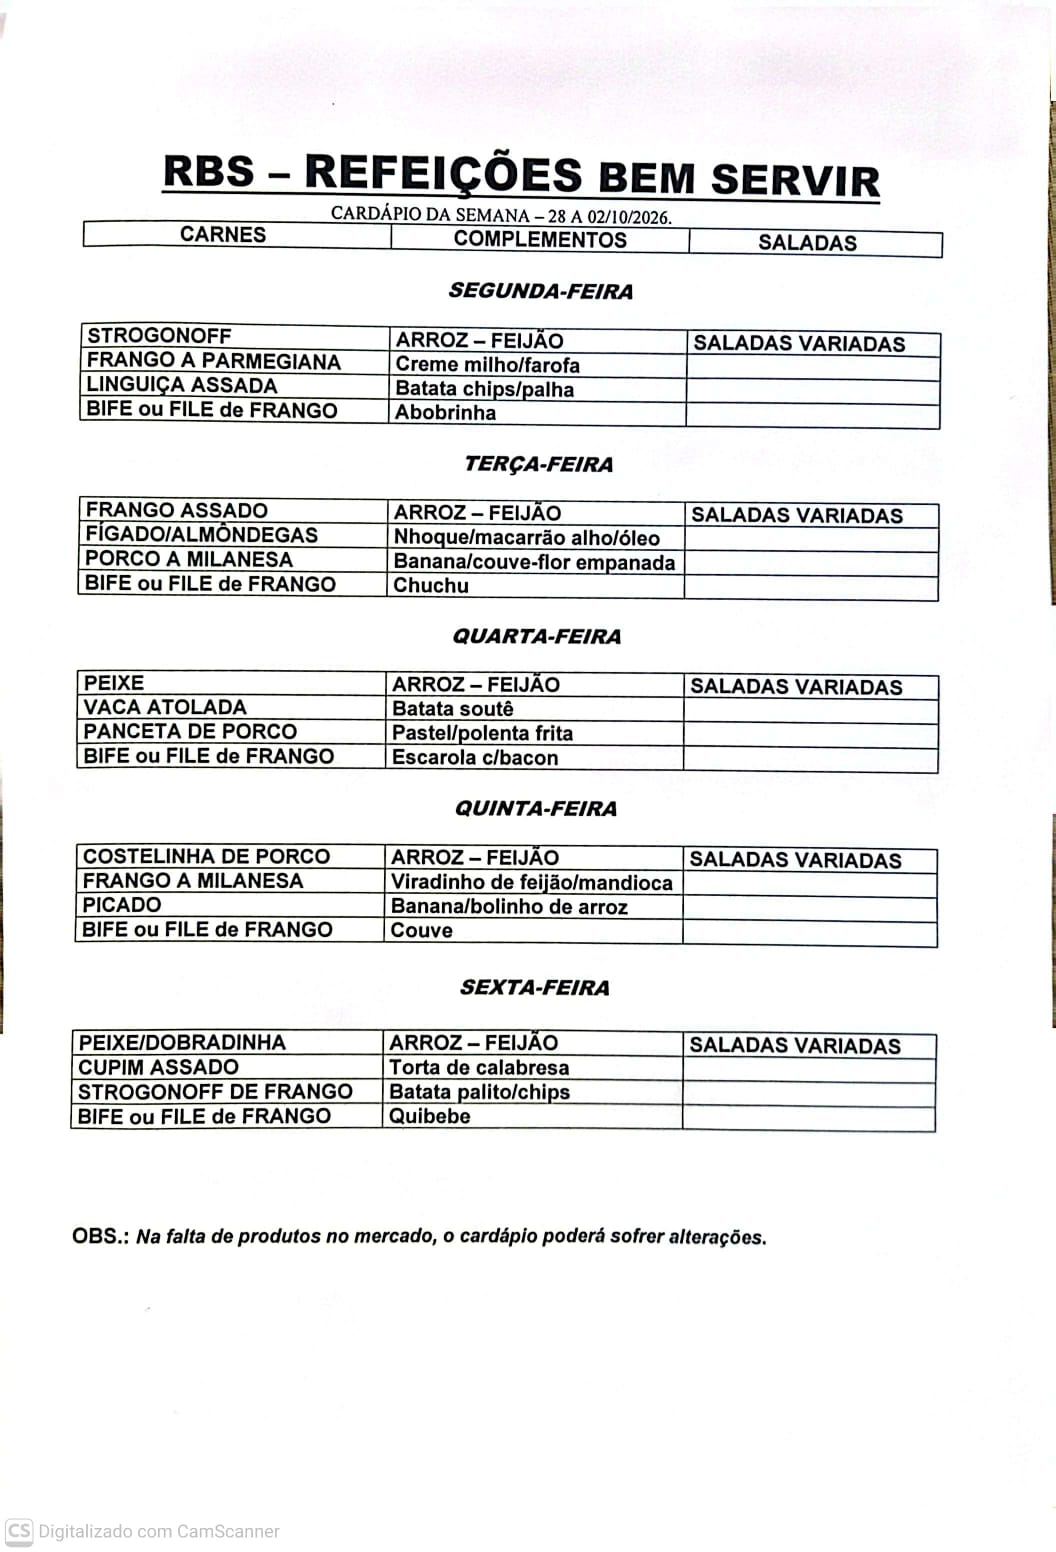 RBS – REFEIÇÕES BEM SERVIR
CARDÁPIO DA SEMANA – 28 A 02/10/2026.
CARNES COMPLEMENTOS SALADAS
SEGUNDA-FEIRA
STROGONOFF ARROZ – FEIJÃO SALADAS VARIADAS
FRANGO A PARMEGIANA Creme milho/farofa
LINGUIÇA ASSADA Batata chips/palha
BIFE ou FILE de FRANGO Abobrinha
TERÇA-FEIRA
FRANGO ASSADO ARROZ – FEIJÃO SALADAS VARIADAS
FÍGADO/ALMÔNDEGAS Nhoque/macarrão alho/óleo
PORCO A MILANESA Banana/couve-flor empanada
BIFE ou FILE de FRANGO Chuchu
QUARTA-FEIRA
PEIXE ARROZ – FEIJÃO SALADAS VARIADAS
VACA ATOLADA Batata soutê
PANCETA DE PORCO Pastel/polenta frita
BIFE ou FILE de FRANGO Escarola c/bacon
QUINTA-FEIRA
COSTELINHA DE PORCO ARROZ – FEIJÃO SALADAS VARIADAS
FRANGO A MILANESA Viradinho de feijão/mandioca
PICADO Banana/bolinho de arroz
BIFE ou FILE de FRANGO Couve
SEXTA-FEIRA
PEIXE/DOBRADINHA ARROZ – FEIJÃO SALADAS VARIADAS
CUPIM ASSADO Torta de calabresa
STROGONOFF DE FRANGO Batata palito/chips
BIFE ou FILE de FRANGO Quibebe
OBS.: Na falta de produtos no mercado, o cardápio poderá sofrer alterações.
CS Digitalizado com CamScanner